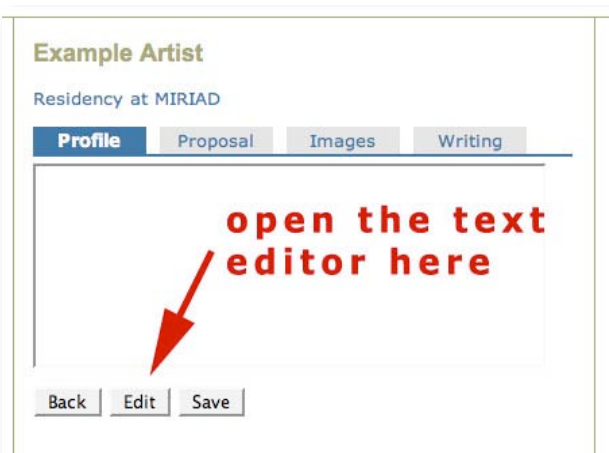 Example Artist
Residency at MIRIAD
Profile Proposal Images Writing
open the text
editor here
Back Edit Save